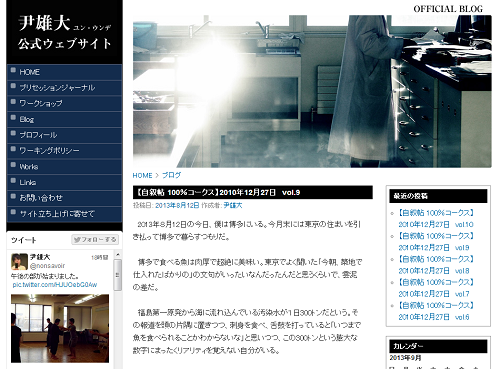 OFFICIAL BLOG
尹雄大 ユン・ウンデ
公式ウェブサイト
HOME
プリセッションジャーナル
ワークショップ
Blog
プロフィール
ワーキングポリシー
Works
Links
お問い合わせ
サイト立ち上げに寄せて
ツイート
フォローする
尹雄大
@nonsavoir
18時間
午後の部が始まりました。
pic.twitter.com/HJUOebG0Aw
HOME > ブログ
【自叙帖 100%コークス】2010年12月27日 vol.9
投稿日: 2013年8月12日 作成者: 尹雄大
2013年8月12日の今日、僕は博多にいる。今月末には東京の住まいを引
き払って博多で暮らすつもりだ。
博多で食べる魚は肉厚で超絶に美味い。東京でよく聞いた「今朝、築地で
仕入れたばかりの」の文句がいったいなんだったんだと思うくらいで、雲泥
の差だ。
福島第一原発から海に流れ込んでいる汚染水が「1日300トン」だという。そ
の報道を頭の片隅に置きつつ、刺身を食べ、舌鼓を打っていると「いつまで
魚を食べられることかわからないな」と思いつつ、この300トンという膨大な
数字にまったくリアリティを覚えない自分がいる。
最近の投稿
【自叙帖 100%コークス】
2010年12月27日 vol.10
【自叙帖 100%コークス】
2010年12月27日 vol.9
【自叙帖 100%コークス】
2010年12月27日 vol.8
【自叙帖 100%コークス】
2010年12月27日 vol.7
【自叙帖 100%コークス】
2010年12月27日 vol.6
カレンダー
2013年9月